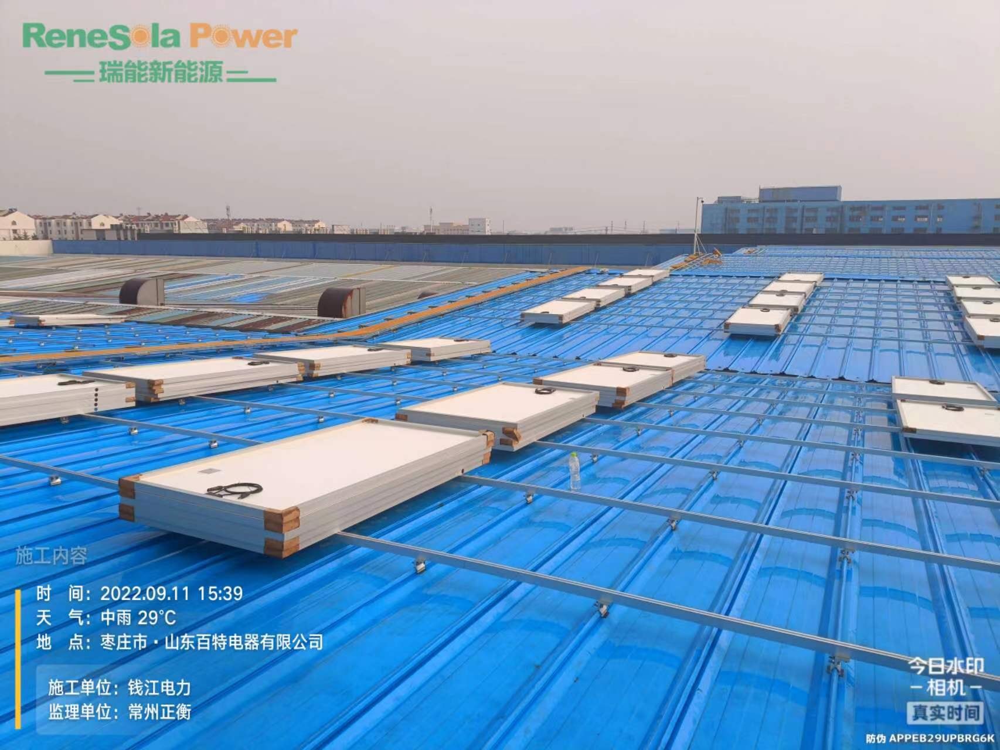 ReneSola Power
瑞能新能源
施工内容
时 间：2022.09.11 15:39
天 气：中雨 29℃
地 点：枣庄市·山东百特电器有限公司
施工单位：钱江电力
监理单位：常州正衡
今日水印
相机
真实时间
防伪 APPEB29UPBRG6K